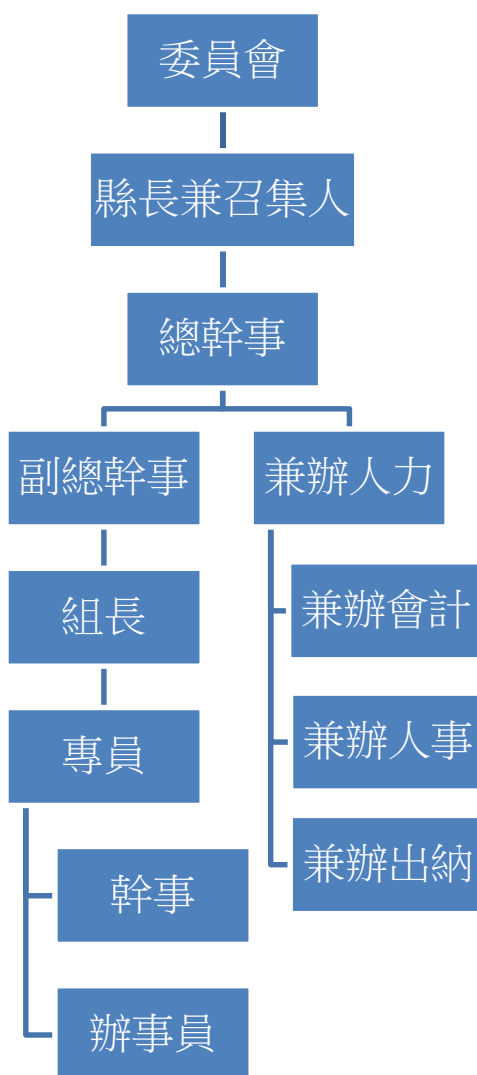 委員會
縣長兼召集人
總幹事
副總幹事
兼辦人力
組長
兼辦會計
專員
兼辦人事
幹事
兼辦出納
辦事員